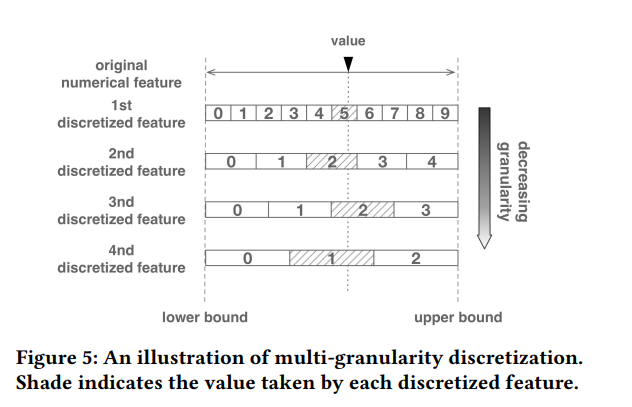 value
original
numerical feature
1st
discretized feature
0 1 2 3 4 5 6 7 8 9
2nd
discretized feature
0 1 2 3 4
3nd
discretized feature
0 1 2 3
4nd
discretized feature
0 1 2
decreasing
granularity
lower bound
upper bound
Figure 5: An illustration of multi-granularity discretization.
Shade indicates the value taken by each discretized feature.